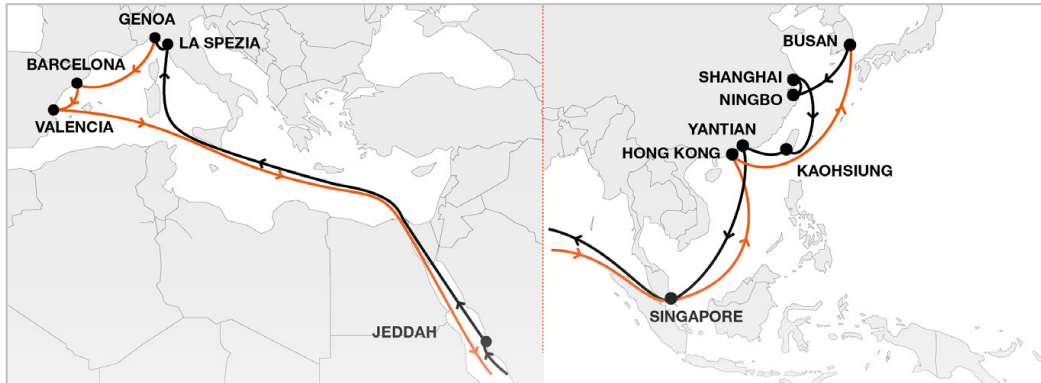 GENOA
LA SPEZIA
BARCELONA
VALENCIA
JEDDAH
BUSAN
SHANGHAI
NINGBO
YANTIAN
HONG KONG
KAOHSIUNG
SINGAPORE